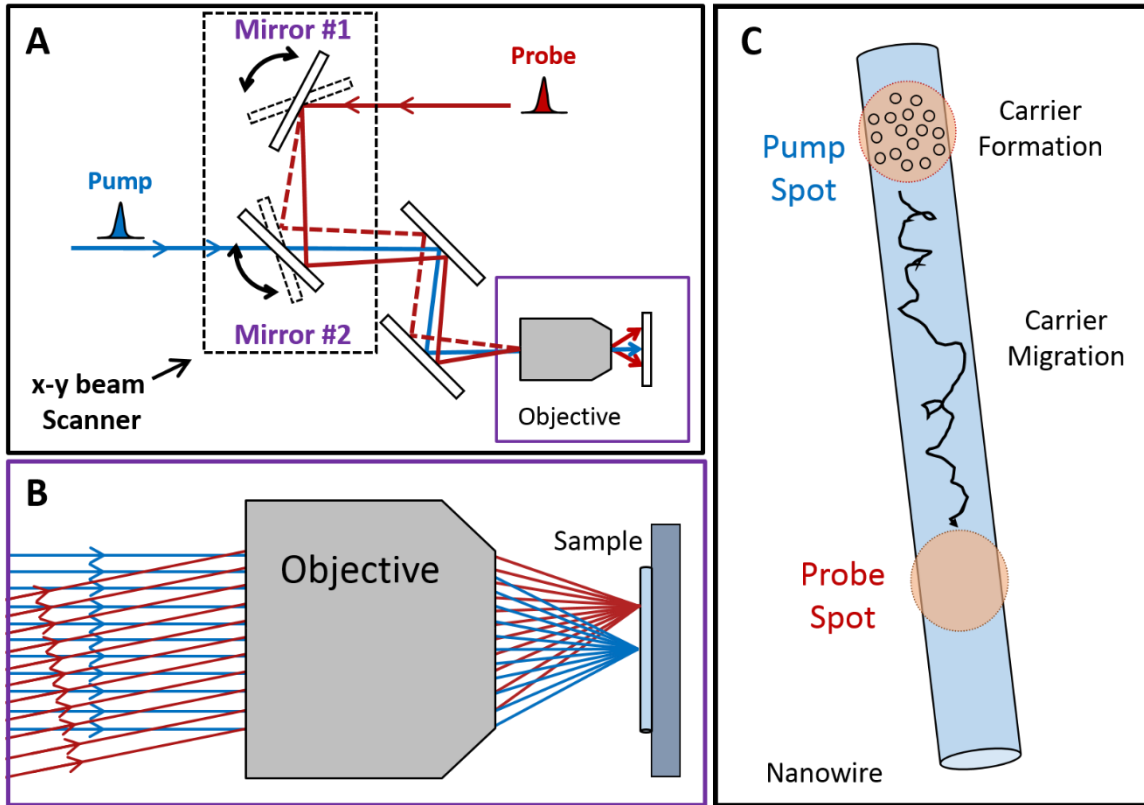 A
Mirror #1
Probe
Pump
Mirror #2
x-y beam
Scanner
Objective
B
Objective
Sample
C
Carrier
Formation
Pump
Spot
Carrier
Migration
Probe
Spot
Nanowire